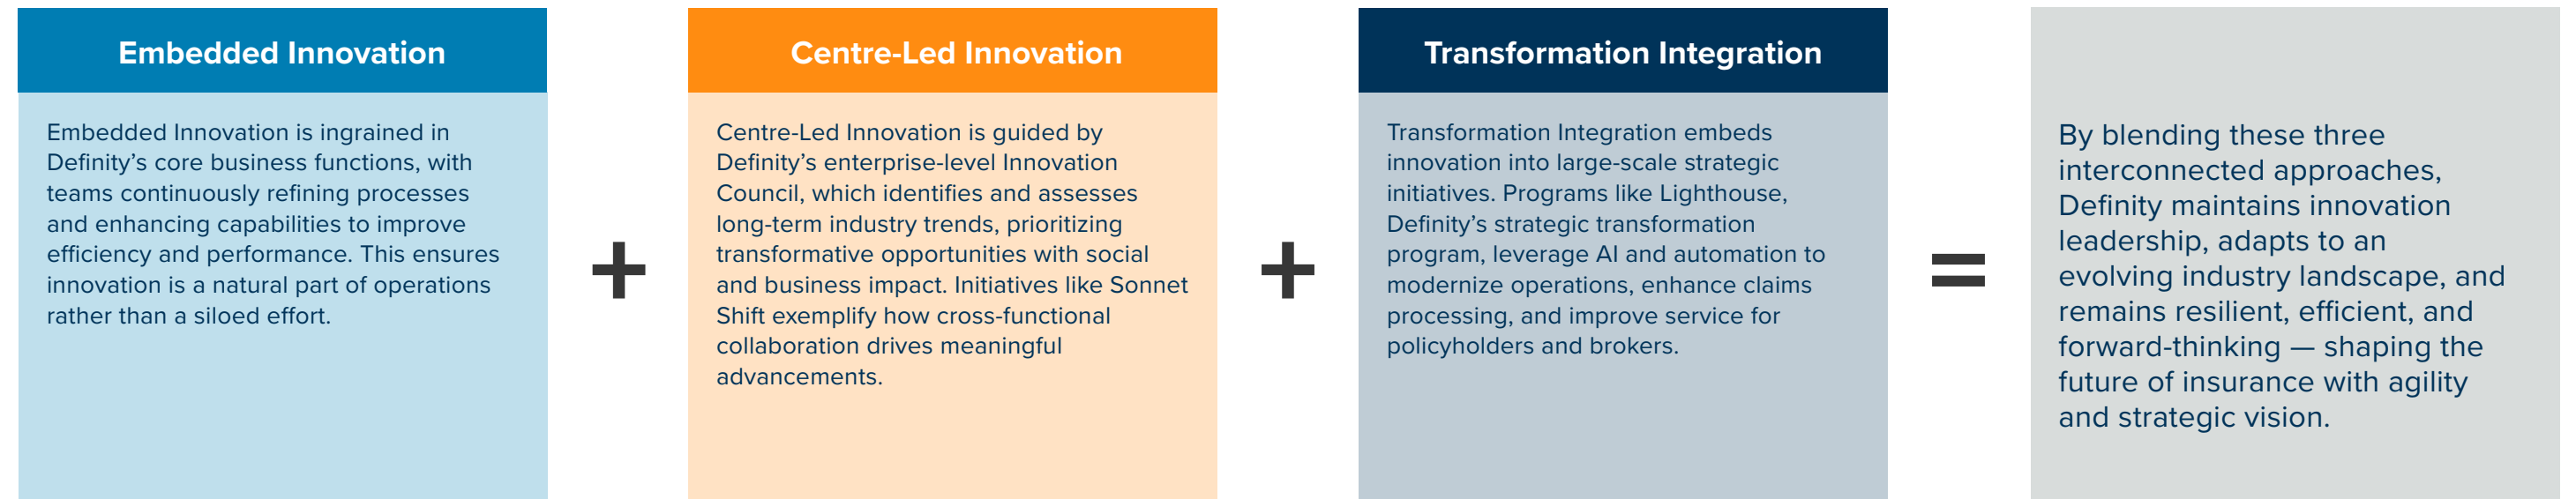 Embedded Innovation
Embedded Innovation is ingrained in
Definity’s core business functions, with
teams continuously refining processes
and enhancing capabilities to improve
efficiency and performance. This ensures
innovation is a natural part of operations
rather than a siloed effort.
+
Centre-Led Innovation
Centre-Led Innovation is guided by
Definity’s enterprise-level Innovation
Council, which identifies and assesses
long-term industry trends, prioritizing
transformative opportunities with social
and business impact. Initiatives like Sonnet
Shift exemplify how cross-functional
collaboration drives meaningful
advancements.
+
Transformation Integration
Transformation Integration embeds
innovation into large-scale strategic
initiatives. Programs like Lighthouse,
Definity’s strategic transformation
program, leverage AI and automation to
modernize operations, enhance claims
processing, and improve service for
policyholders and brokers.
=
By blending these three
interconnected approaches,
Definity maintains innovation
leadership, adapts to an
evolving industry landscape, and
remains resilient, efficient, and
forward-thinking — shaping the
future of insurance with agility
and strategic vision.